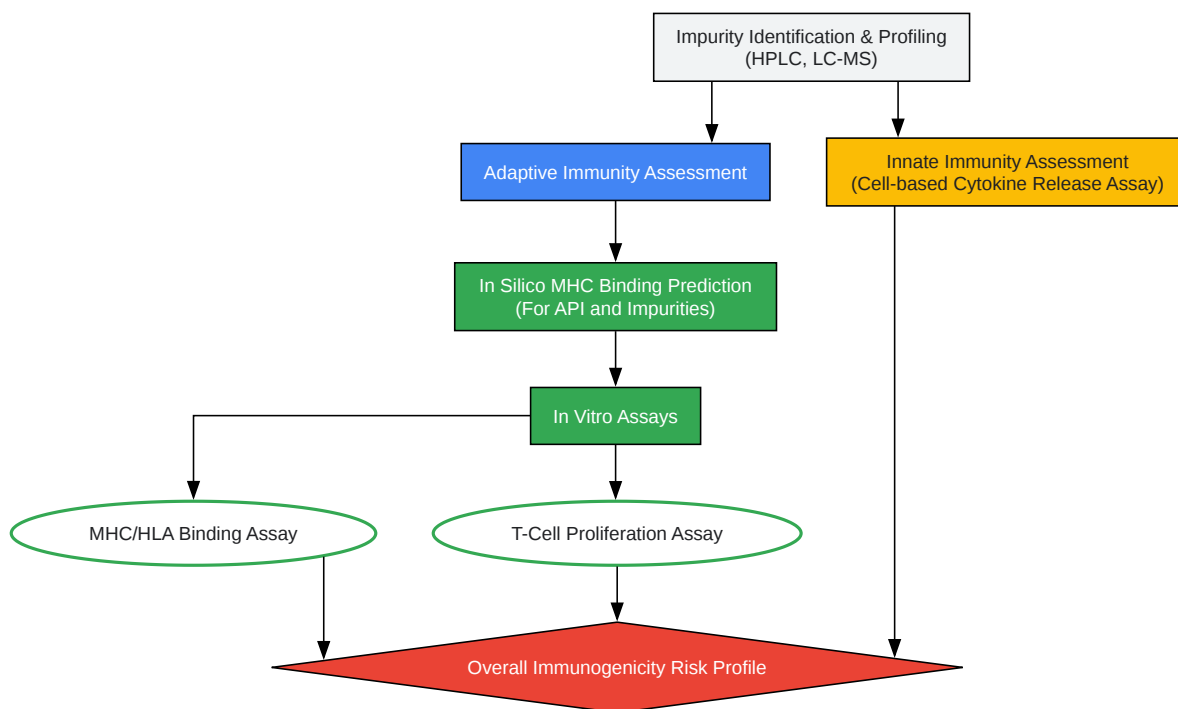 Impurity Identification & Profiling
(HPLC, LC-MS)
Adaptive Immunity Assessment
Innate Immunity Assessment
(Cell-based Cytokine Release Assay)
In Silico MHC Binding Prediction
(For API and Impurities)
In Vitro Assays
MHC/HLA Binding Assay
T-Cell Proliferation Assay
Overall Immunogenicity Risk Profile